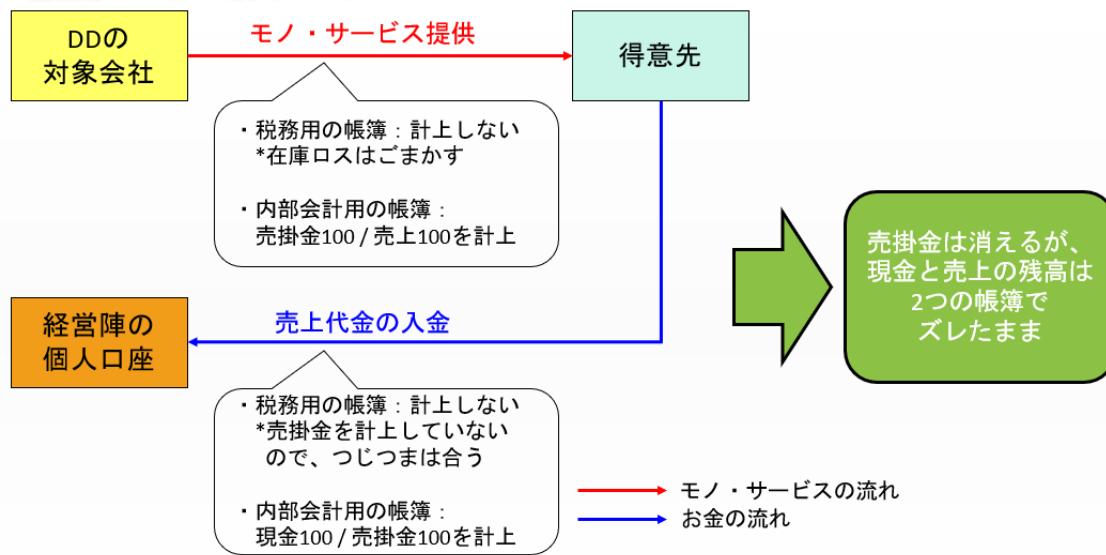 DDの
対象会社
モノ・サービス提供
得意先
・税務用の帳簿：計上しない
*在庫ロスはごまかす
・内部会計用の帳簿：
売掛金100 / 売上100を計上
売掛金は消えるが、
現金と売上の残高は
2つの帳簿で
ズレたまま
経営陣の
個人口座
売上代金の入金
・税務用の帳簿：計上しない
*売掛金を計上していない
ので、つじつまは合う
・内部会計用の帳簿：
現金100 / 売掛金100を計上
モノ・サービスの流れ
お金の流れ